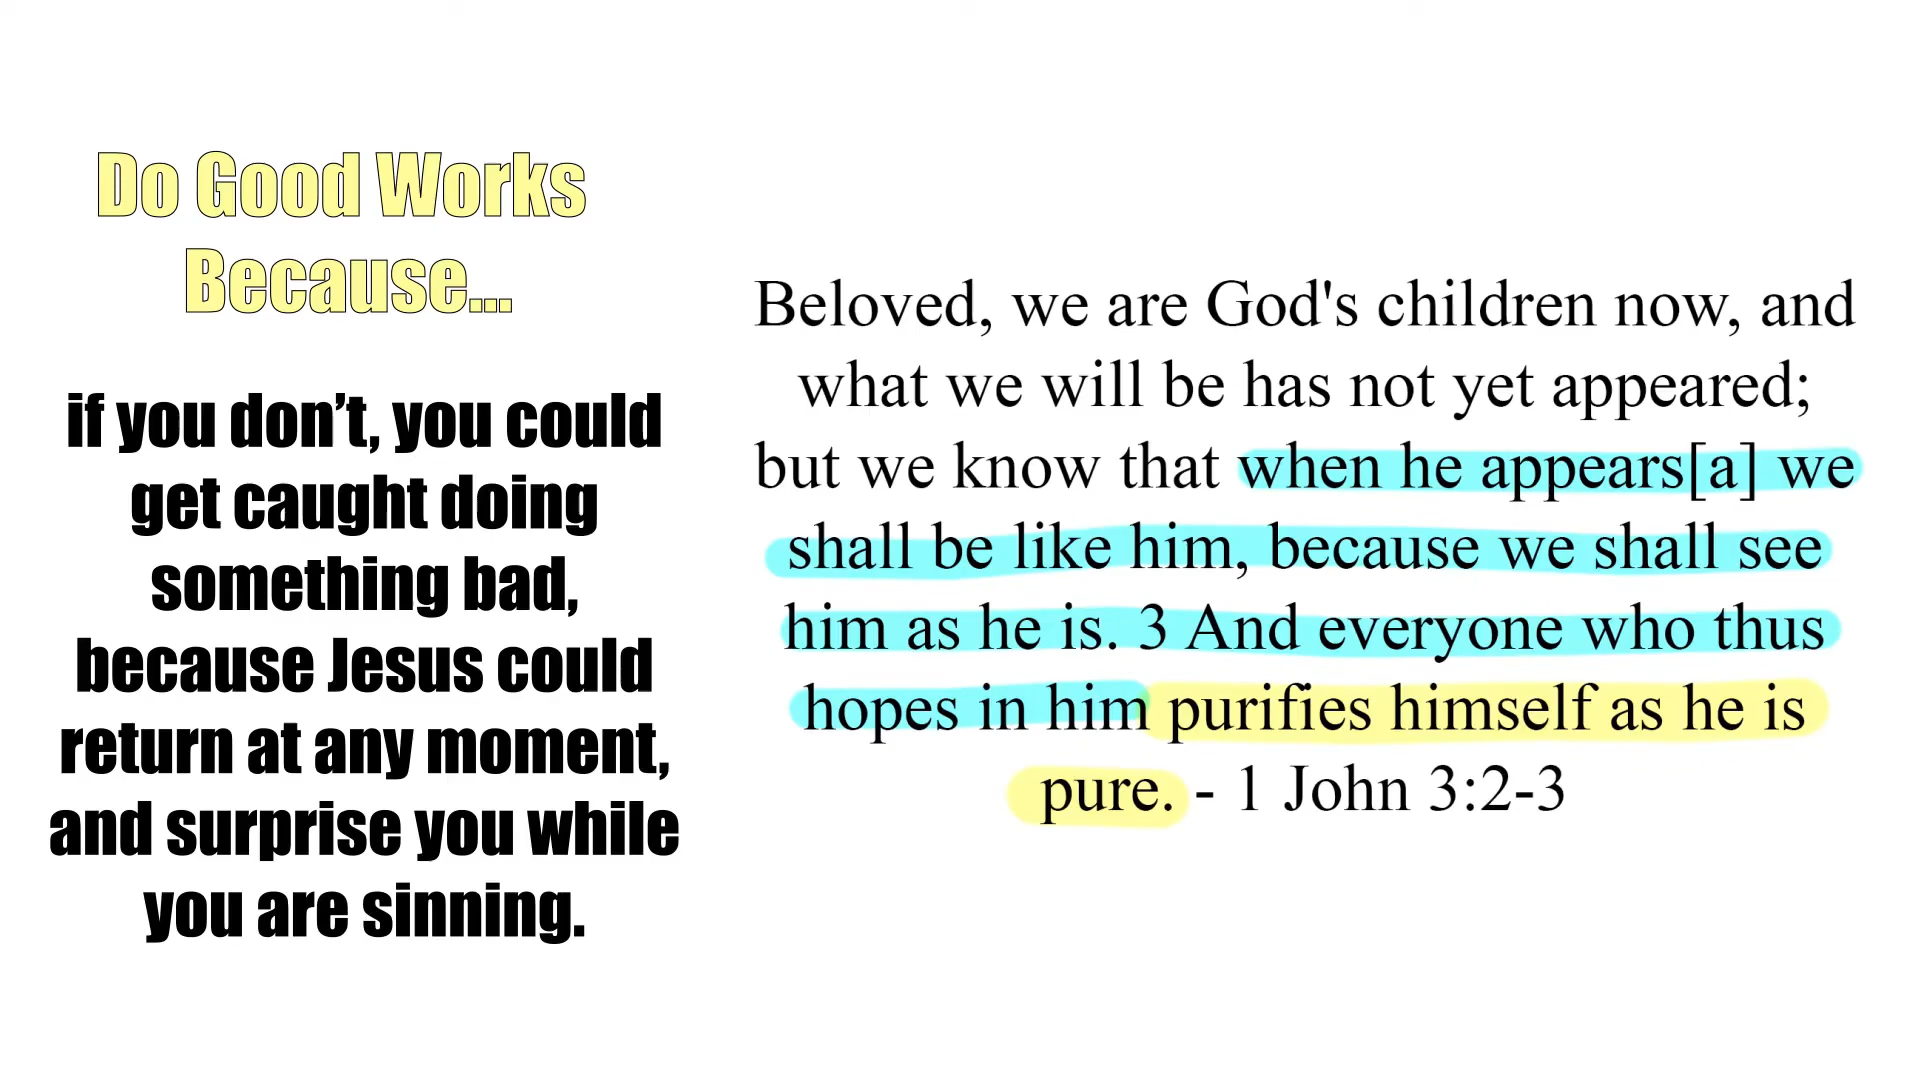 Do Good Works
Because...
if you don’t, you could
get caught doing
something bad,
because Jesus could
return at any moment,
and surprise you while
you are sinning.
Beloved, we are God's children now, and
what we will be has not yet appeared;
but we know that when he appears[a] we
shall be like him, because we shall see
him as he is. 3 And everyone who thus
hopes in him purifies himself as he is
pure. - 1 John 3:2-3